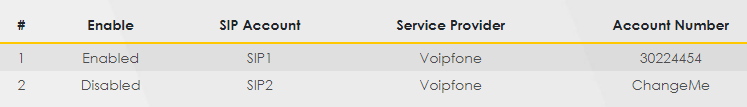 # Enable SIP Account Service Provider Account Number
1 Enabled SIP1 Voipfone 30224454
2 Disabled SIP2 Voipfone ChangeMe